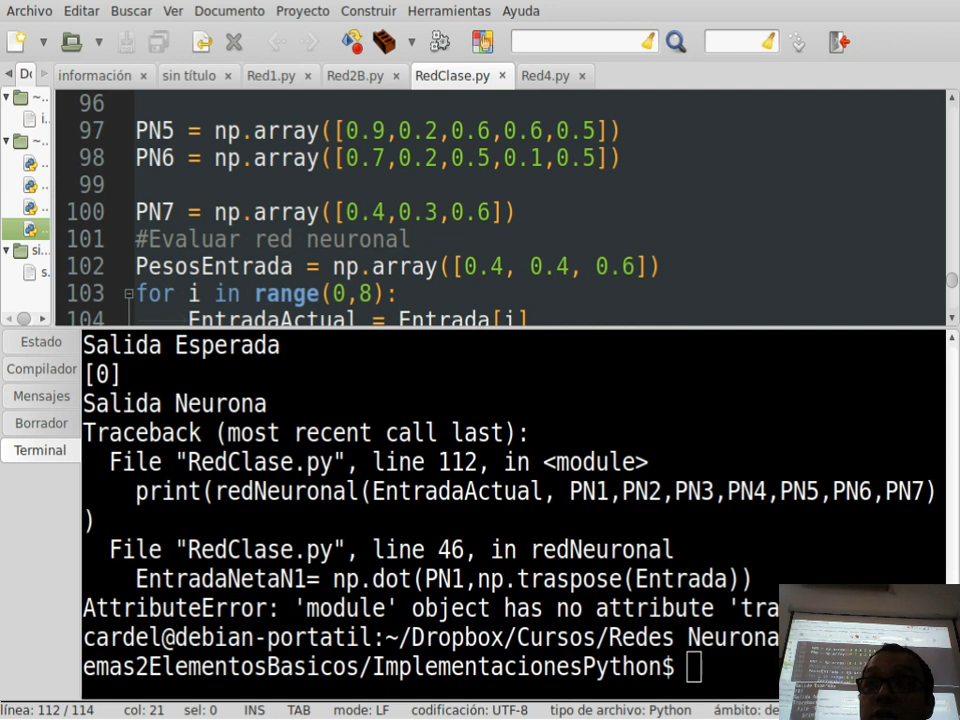 Archivo Editar Buscar Ver Documento Proyecto Construir Herramientas Ayuda
información × sin título × Red1.py × Red2B.py × RedClase.py × Red4.py ×
96
97 PN5 = np.array([0.9,0.2,0.6,0.6,0.5])
98 PN6 = np.array([0.7,0.2,0.5,0.1,0.5])
99
100 PN7 = np.array([0.4,0.3,0.6])
101 #Evaluar red neuronal
102 PesosEntrada = np.array([0.4, 0.4, 0.6])
103 for i in range(0,8):
104 EntradaActual = Entrada[i]
Estado
Compilador
Mensajes
Borrador
Terminal
Salida Esperada
[0]
Salida Neurona
Traceback (most recent call last):
File "RedClase.py", line 112, in <module>
print(redNeuronal(EntradaActual, PN1,PN2,PN3,PN4,PN5,PN6,PN7)
)
File "RedClase.py", line 46, in redNeuronal
EntradaNetaN1= np.dot(PN1,np.traspose(Entrada))
AttributeError: 'module' object has no attribute 'tra
cardel@debian-portatil:~/Dropbox/Cursos/Redes Neurona
emas2ElementosBasicos/ImplementacionesPython$
línea: 112 / 114 col: 21 sel: 0 INS TAB modo: LF codificación: UTF-8 tipo de archivo: Python ámbito: de